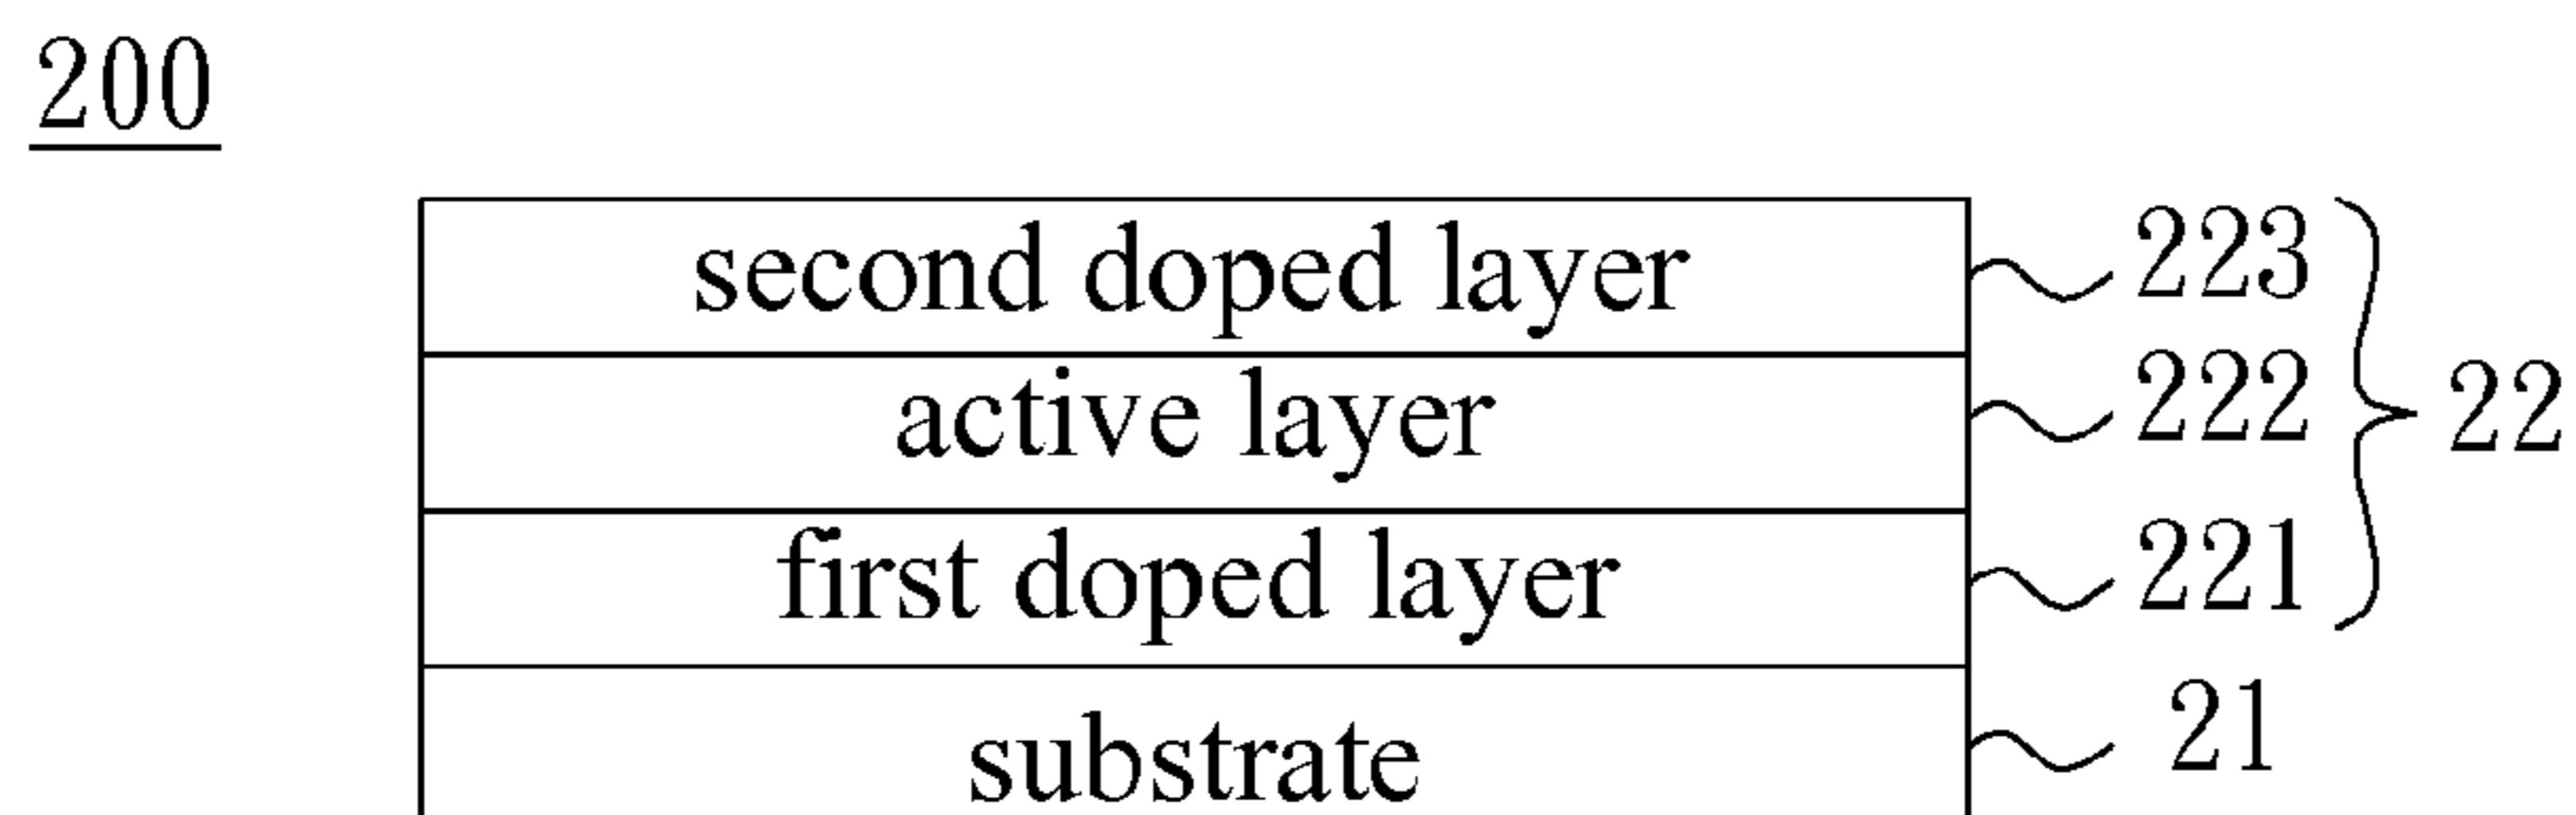 200
second doped layer 223
active layer 222 22
first doped layer 221
substrate 21